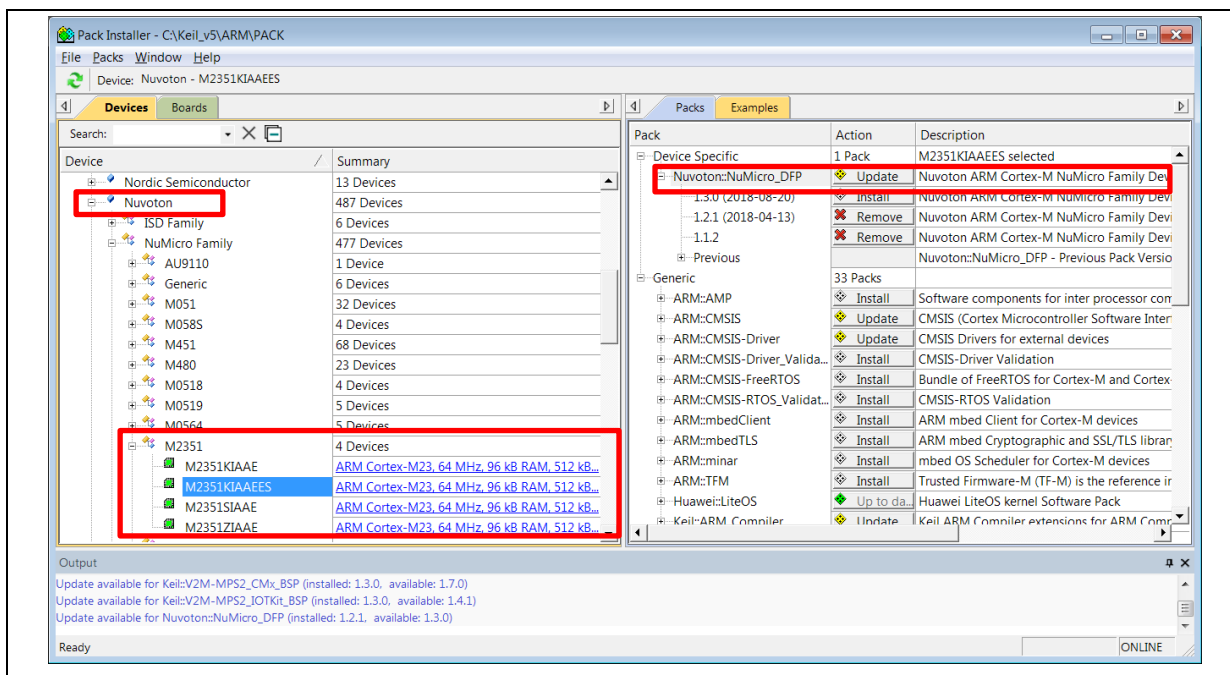 Pack Installer - C:\Keil_v5\ARM\PACK
File Packs Window Help
Device: Nuvoton - M2351KIAAEES
Devices Boards
Search:
Device Summary
Nordic Semiconductor 13 Devices
Nuvoton 487 Devices
ISD Family 6 Devices
NuMicro Family 477 Devices
AU9110 1 Device
Generic 6 Devices
M051 32 Devices
M058S 4 Devices
M451 68 Devices
M480 23 Devices
M0518 4 Devices
M0519 5 Devices
M0564 5 Devices
M2351 4 Devices
M2351KIAAE ARM Cortex-M23, 64 MHz, 96 kB RAM, 512 kB...
M2351KIAAEES ARM Cortex-M23, 64 MHz, 96 kB RAM, 512 kB...
M2351SIAAE ARM Cortex-M23, 64 MHz, 96 kB RAM, 512 kB...
M2351ZIAAE ARM Cortex-M23, 64 MHz, 96 kB RAM, 512 kB...
Packs Examples
Pack Action Description
Device Specific 1 Pack M2351KIAAEES selected
Nuvoton::NuMicro_DFP Update Nuvoton ARM Cortex-M NuMicro Family Dev
1.3.0 (2018-08-20) Install Nuvoton ARM Cortex-M NuMicro Family Devi
1.2.1 (2018-04-13) Remove Nuvoton ARM Cortex-M NuMicro Family Devi
1.1.2 Remove Nuvoton ARM Cortex-M NuMicro Family Devi
Previous Nuvoton::NuMicro_DFP - Previous Pack Versio
Generic 33 Packs
ARM::AMP Install Software components for inter processor com
ARM::CMSIS Update CMSIS (Cortex Microcontroller Software Inter
ARM::CMSIS-Driver Update CMSIS Drivers for external devices
ARM::CMSIS-Driver_Valida... Install CMSIS-Driver Validation
ARM::CMSIS-FreeRTOS Install Bundle of FreeRTOS for Cortex-M and Cortex-
ARM::CMSIS-RTOS_Validat... Install CMSIS-RTOS Validation
ARM::mbedClient Install ARM mbed Client for Cortex-M devices
ARM::mbedTLS Install ARM mbed Cryptographic and SSL/TLS librar
ARM::minar Install mbed OS Scheduler for Cortex-M devices
ARM::TFM Install Trusted Firmware-M (TF-M) is the reference ir
Huawei::LiteOS Up to da... Huawei LiteOS kernel Software Pack
Keil::ARM_Compiler Update Keil ARM Compiler extensions for ARM Comp
Output
Update available for Keil::V2M-MPS2_CMx_BSP (installed: 1.3.0, available: 1.7.0)
Update available for Keil::V2M-MPS2_IOTKit_BSP (installed: 1.3.0, available: 1.4.1)
Update available for Nuvoton::NuMicro_DFP (installed: 1.2.1, available: 1.3.0)
Ready ONLINE